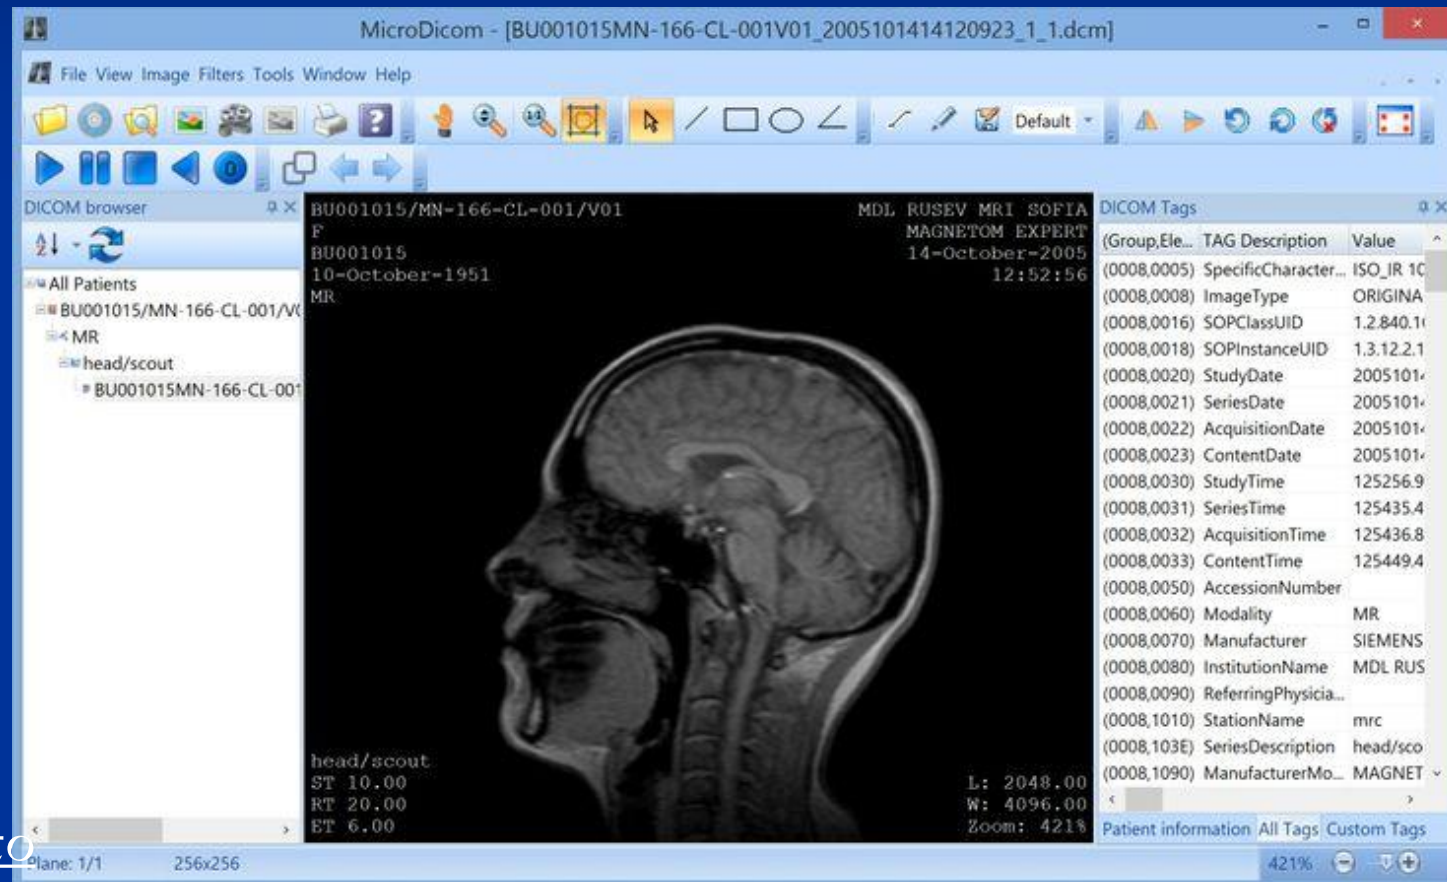 MicroDicom - [BU001015MN-166-CL-001V01_2005101414120923_1_1.dcm]
File View Image Filters Tools Window Help
Default
DICOM browser
All Patients
BU001015/MN-166-CL-001/V(
MR
head/scout
BU001015MN-166-CL-001
BU001015/MN-166-CL-001/V01
F
BU001015
10-October-1951
MR
MDL RUSEV MRI SOFIA
MAGNETOM EXPERT
14-October-2005
12:52:56
head/scout
ST 10.00
RT 20.00
ET 6.00
L: 2048.00
W: 4096.00
Zoom: 421%
DICOM Tags
(Group,Ele... TAG Description Value
(0008,0005) SpecificCharacter... ISO_IR 10
(0008,0008) ImageType ORIGINA
(0008,0016) SOPClassUID 1.2.840.1
(0008,0018) SOPInstanceUID 1.3.12.2.1
(0008,0020) StudyDate 2005101
(0008,0021) SeriesDate 2005101
(0008,0022) AcquisitionDate 2005101
(0008,0023) ContentDate 2005101
(0008,0030) StudyTime 125256.9
(0008,0031) SeriesTime 125435.4
(0008,0032) AcquisitionTime 125436.8
(0008,0033) ContentTime 125449.4
(0008,0050) AccessionNumber
(0008,0060) Modality MR
(0008,0070) Manufacturer SIEMENS
(0008,0080) InstitutionName MDL RUS
(0008,0090) ReferringPhysicia...
(0008,1010) StationName mrc
(0008,103E) SeriesDescription head/sco
(0008,1090) ManufacturerMo... MAGNET
Patient information All Tags Custom Tags
Plane: 1/1 256x256 421%